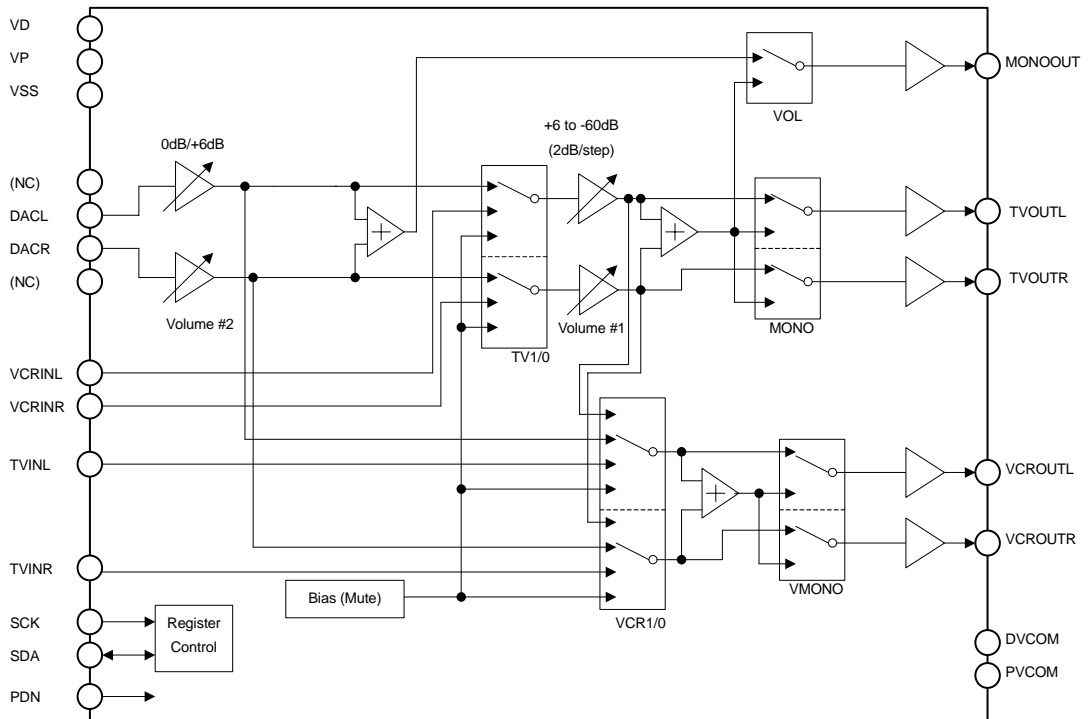 VD
VP
VSS
(NC)
DACL
DACR
(NC)
VCRINL
VCRINR
TVINL
TVINR
SCK
SDA
PDN
0dB/+6dB
Volume #2
TV1/0
+6 to -60dB
(2dB/step)
Volume #1
VOL
MONO
Bias (Mute)
VCR1/0
VMONO
Register
Control
MONOOUT
TVOUTL
TVOUTR
VCROUTL
VCROUTR
DVCOM
PVCOM